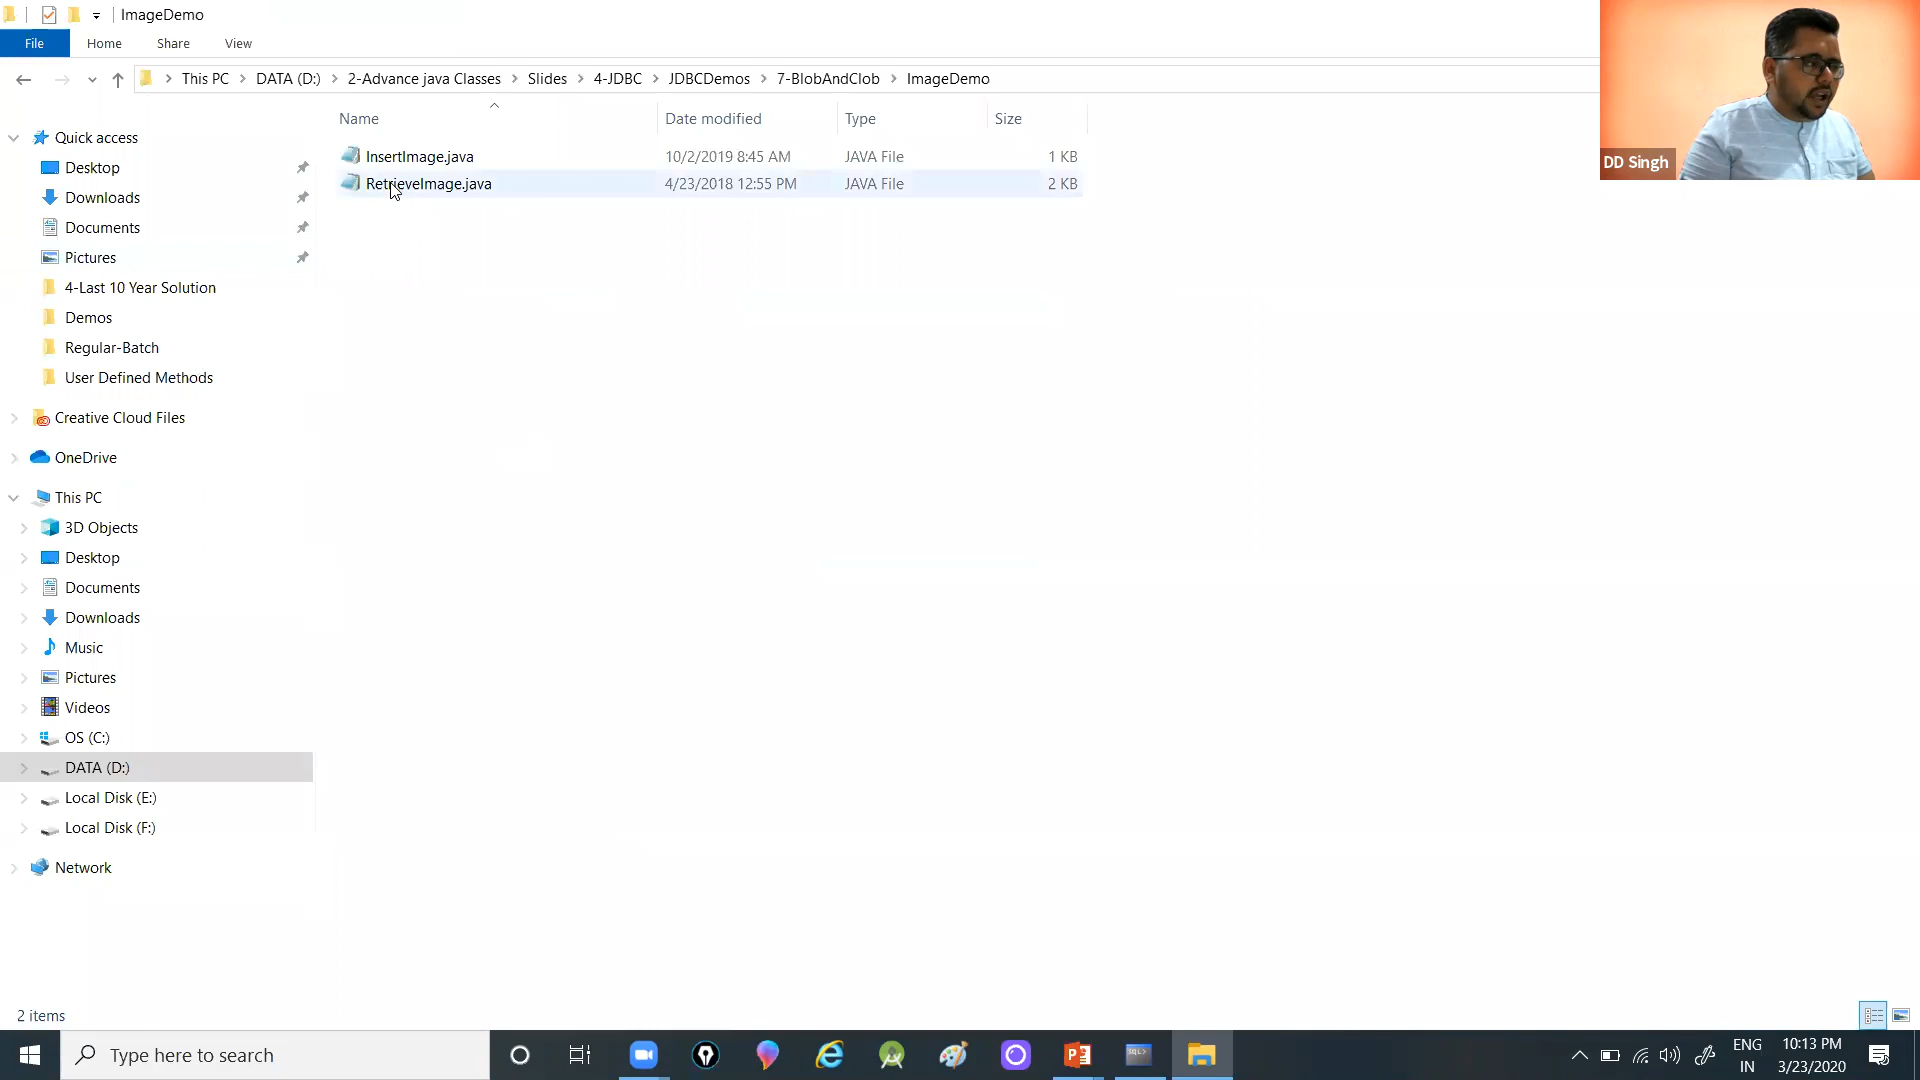 ImageDemo
File Home Share View
This PC DATA (D:) 2-Advance java Classes Slides 4-JDBC JDBCDemos 7-BlobAndClob ImageDemo
DD Singh
Name Date modified Type Size
InsertImage.java 10/2/2019 8:45 AM JAVA File 1 KB
RetrieveImage.java 4/23/2018 12:55 PM JAVA File 2 KB
Quick access
Desktop
Downloads
Documents
Pictures
4-Last 10 Year Solution
Demos
Regular-Batch
User Defined Methods
Creative Cloud Files
OneDrive
This PC
3D Objects
Desktop
Documents
Downloads
Music
Pictures
Videos
OS (C:)
DATA (D:)
Local Disk (E:)
Local Disk (F:)
Network
2 items
Type here to search
SQL>
ENG
IN
10:13 PM
3/23/2020